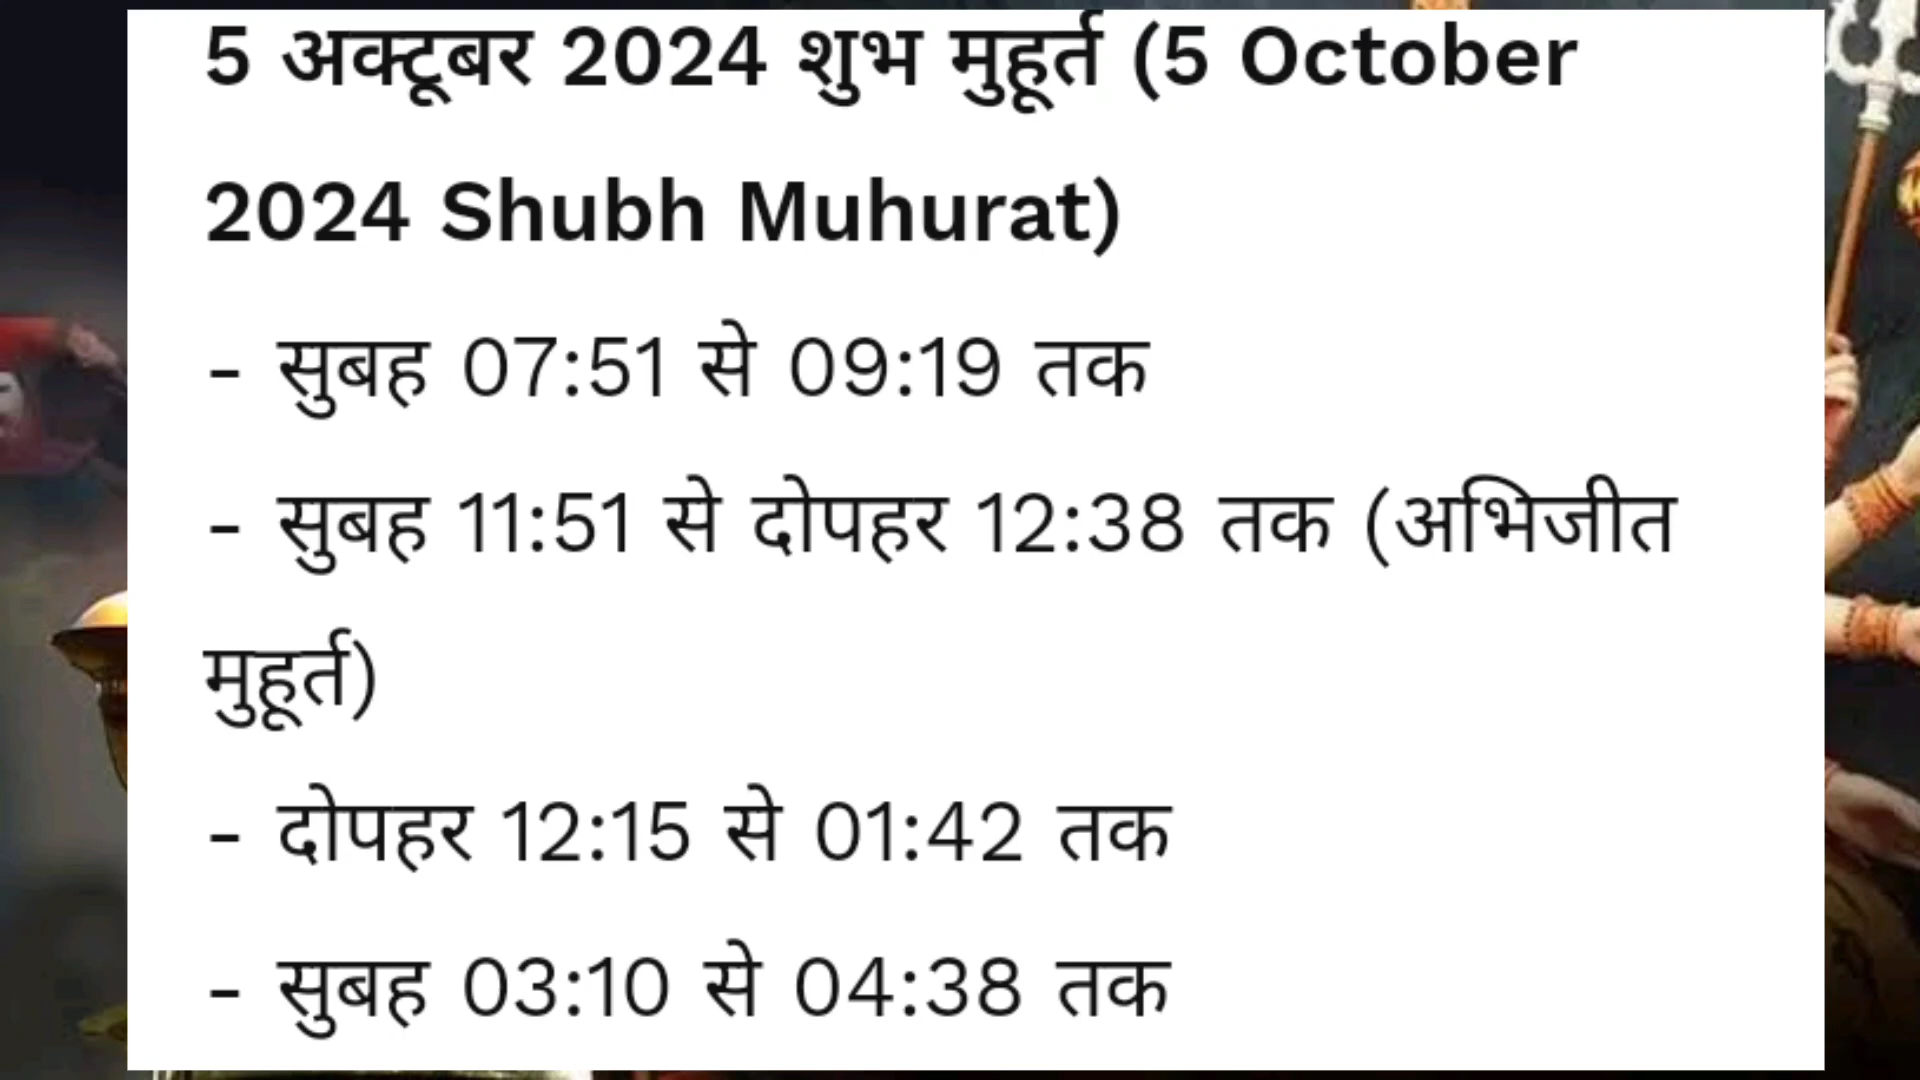 5 अक्टूबर 2024 शुभ मुहूर्त (5 October
2024 Shubh Muhurat)
- सुबह 07:51 से 09:19 तक
- सुबह 11:51 से दोपहर 12:38 तक (अभिजीत
मुहूर्त)
- दोपहर 12:15 से 01:42 तक
- सुबह 03:10 से 04:38 तक